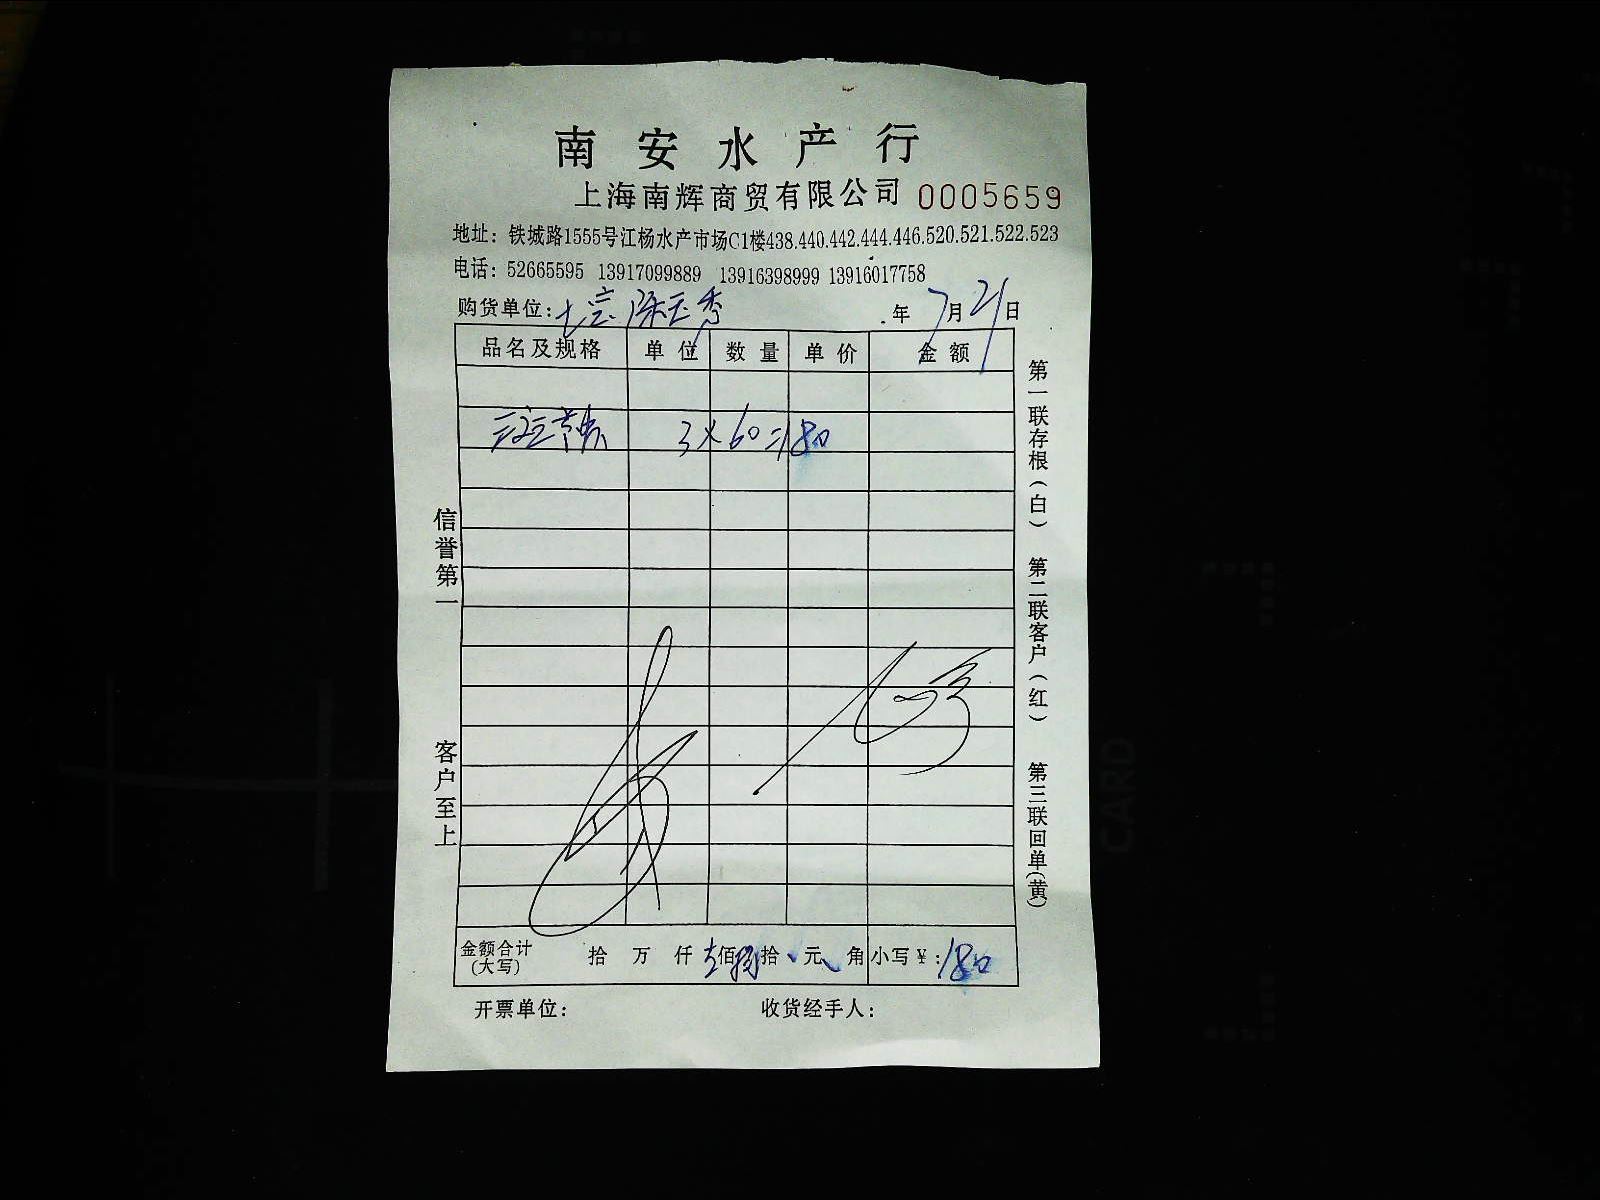 南安水产行
上海南辉商贸有限公司 0005659
地址：铁城路1555号江杨水产市场C1楼438.440.442.444.446.520.521.522.523
电话：52665595 13917099889 13916398999 13916017758
购货单位： 年7月21日
品名及规格 单位 数量 单价 金额
3×60=180
金额合计(大写) 拾 万 仟 壹佰捌拾 元 角 小写￥：180
开票单位： 收货经手人：
信誉第一 客户至上
第一联存根(白) 第二联客户(红) 第三联回单(黄)
CARD